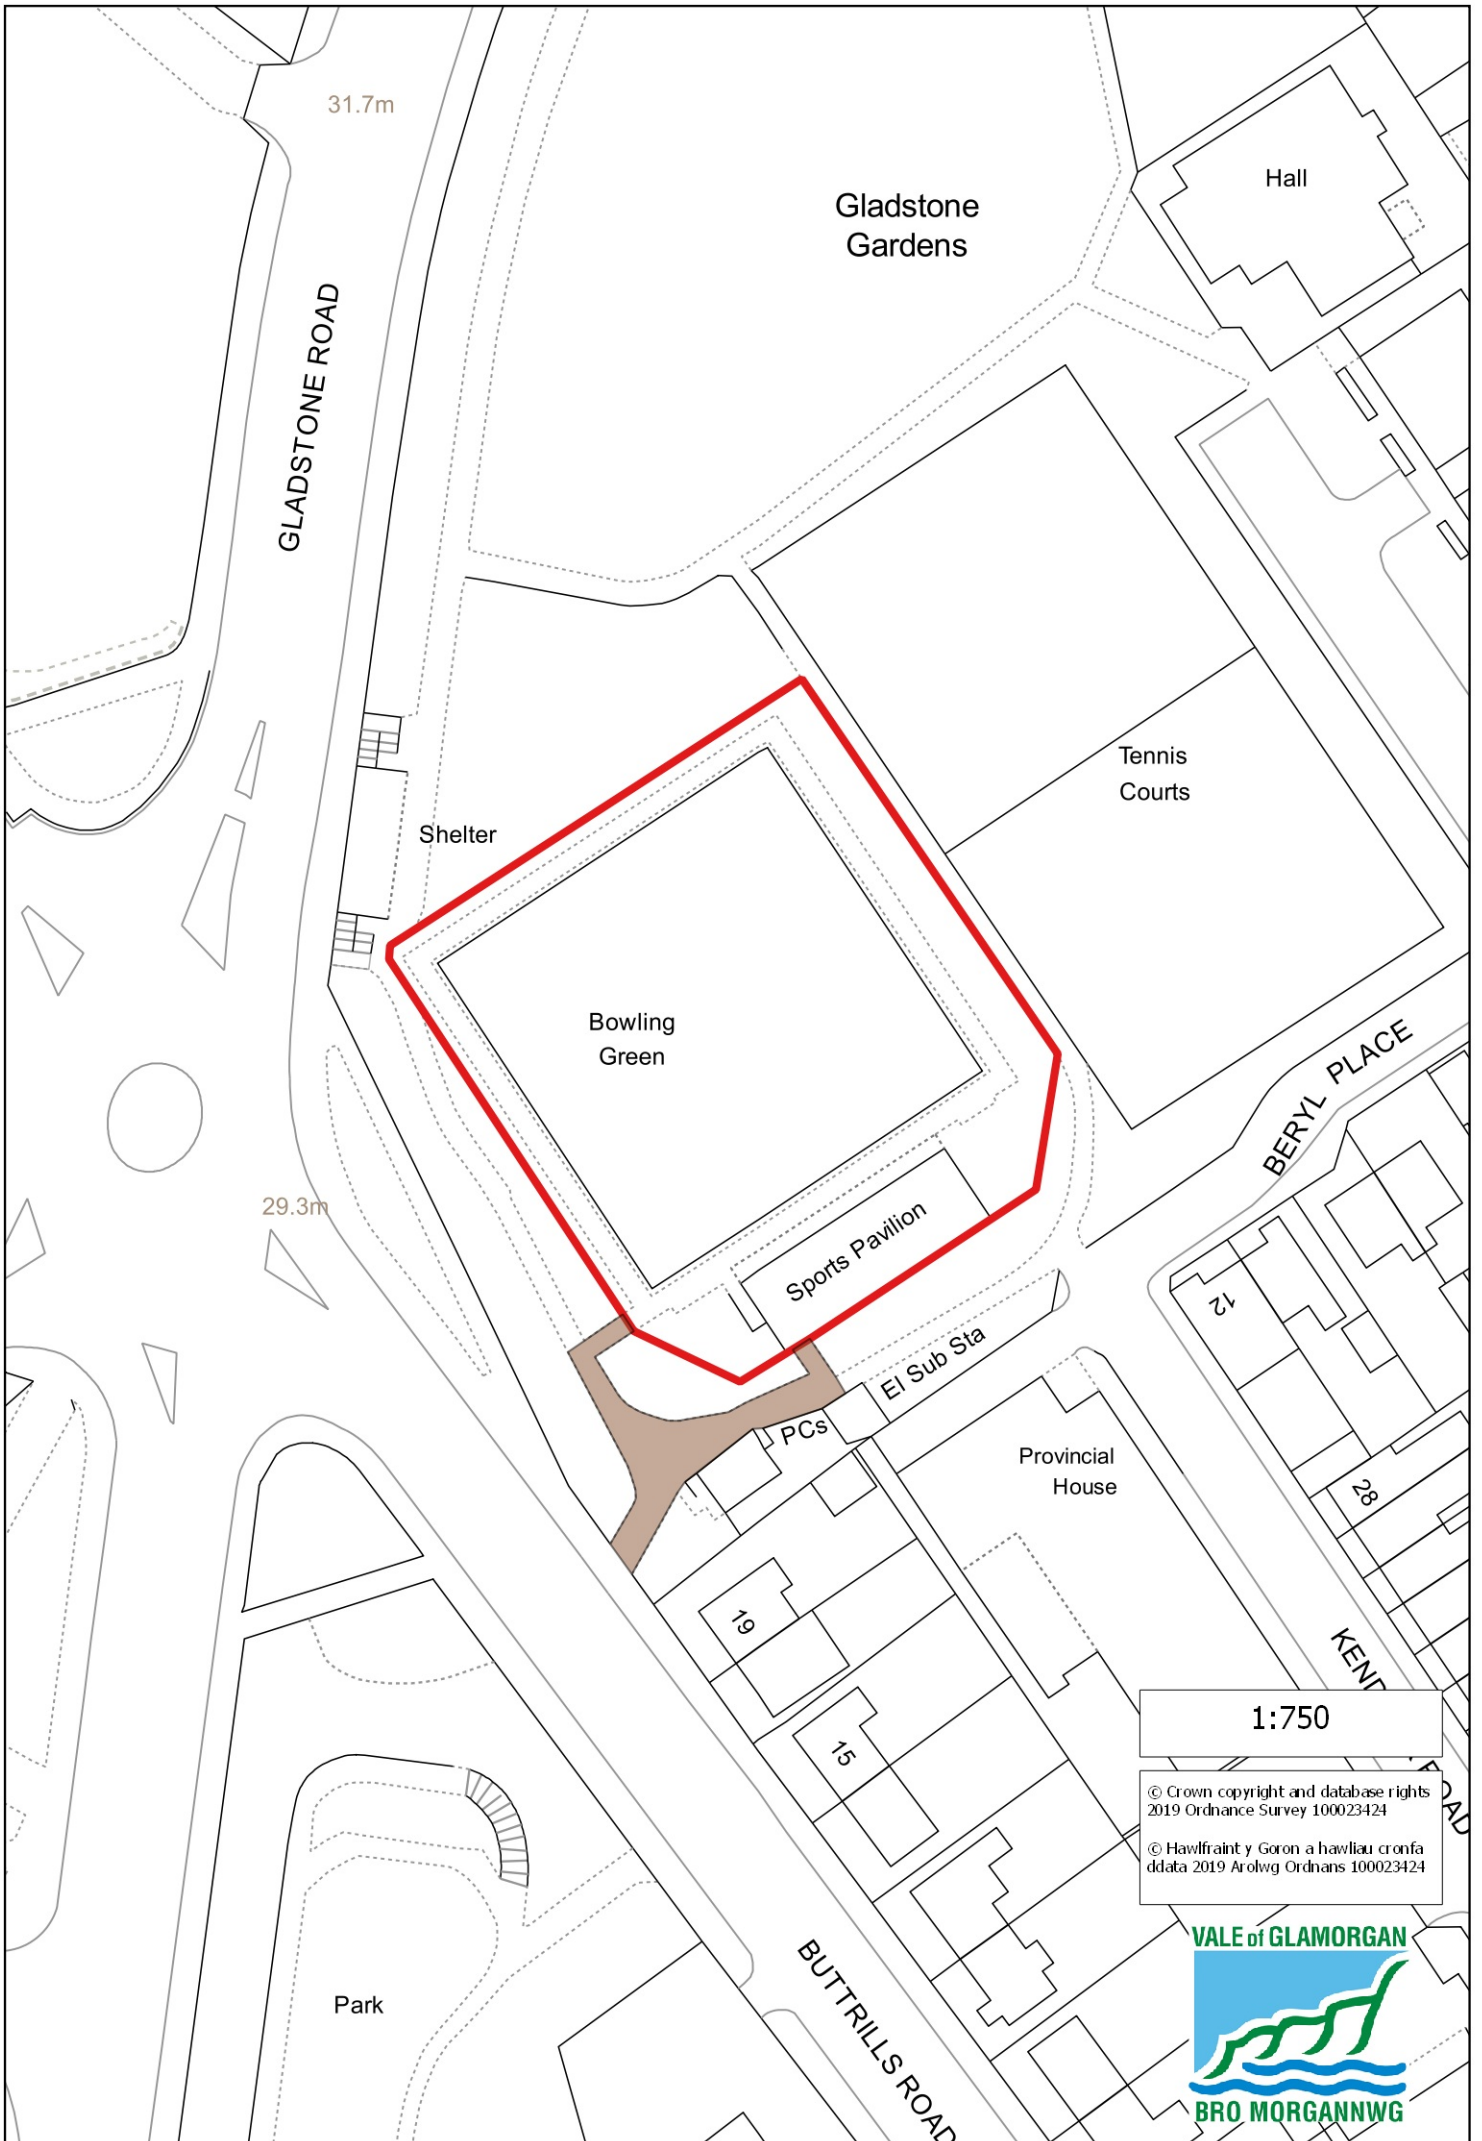 31.7m
Hall
Gladstone
Gardens
GLADSTONE ROAD
Tennis
Courts
Shelter
Bowling
Green
BERYL PLACE
29.3m
Sports Pavilion
12
El Sub Sta
PCs
Provincial
House
28
19
15
KEND
ROAD
1:750
© Crown copyright and database rights
2019 Ordnance Survey 100023424
© Hawlfraint y Goron a hawliau cronfa
ddata 2019 Arolwg Ordnans 100023424
VALE of GLAMORGAN
Park
BUTTRILLS ROAD
BRO MORGANNWG